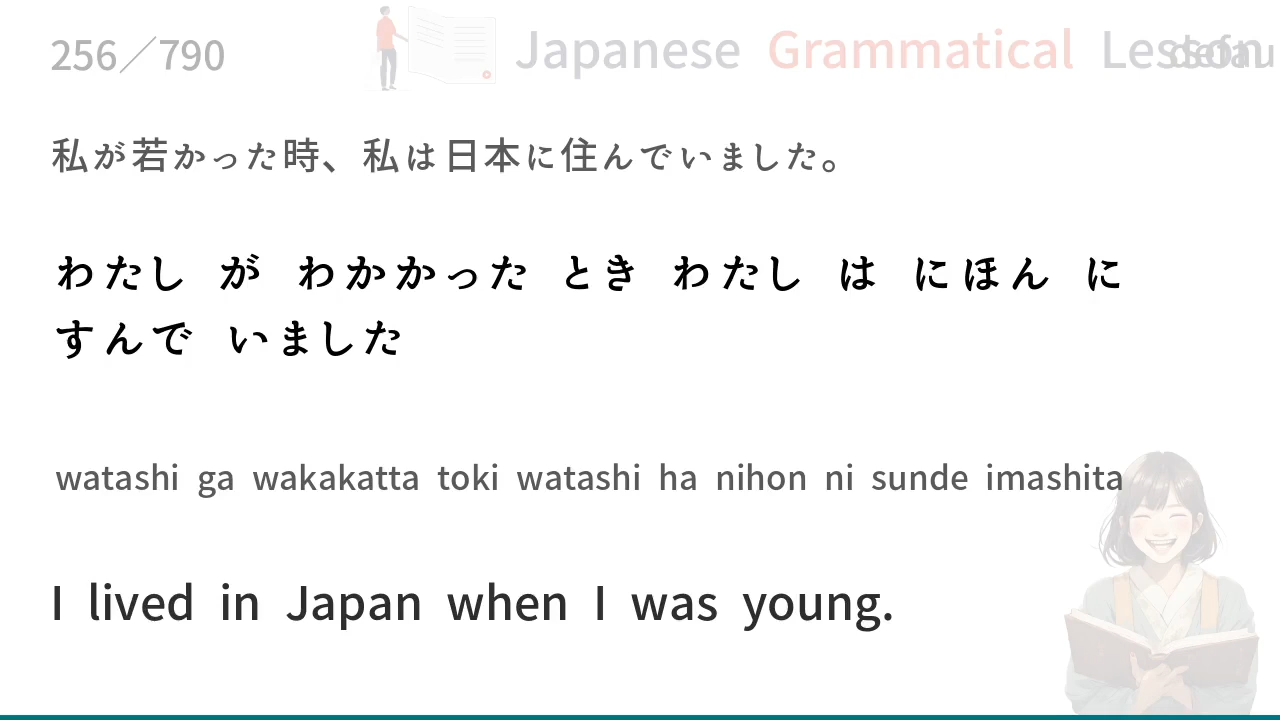 256／790
Japanese Grammatical Lesson
defau
私が若かった時、私は日本に住んでいました。
わたし が わかかった とき わたし は にほん に
すんで いました
watashi ga wakakatta toki watashi ha nihon ni sunde imashita
I lived in Japan when I was young.